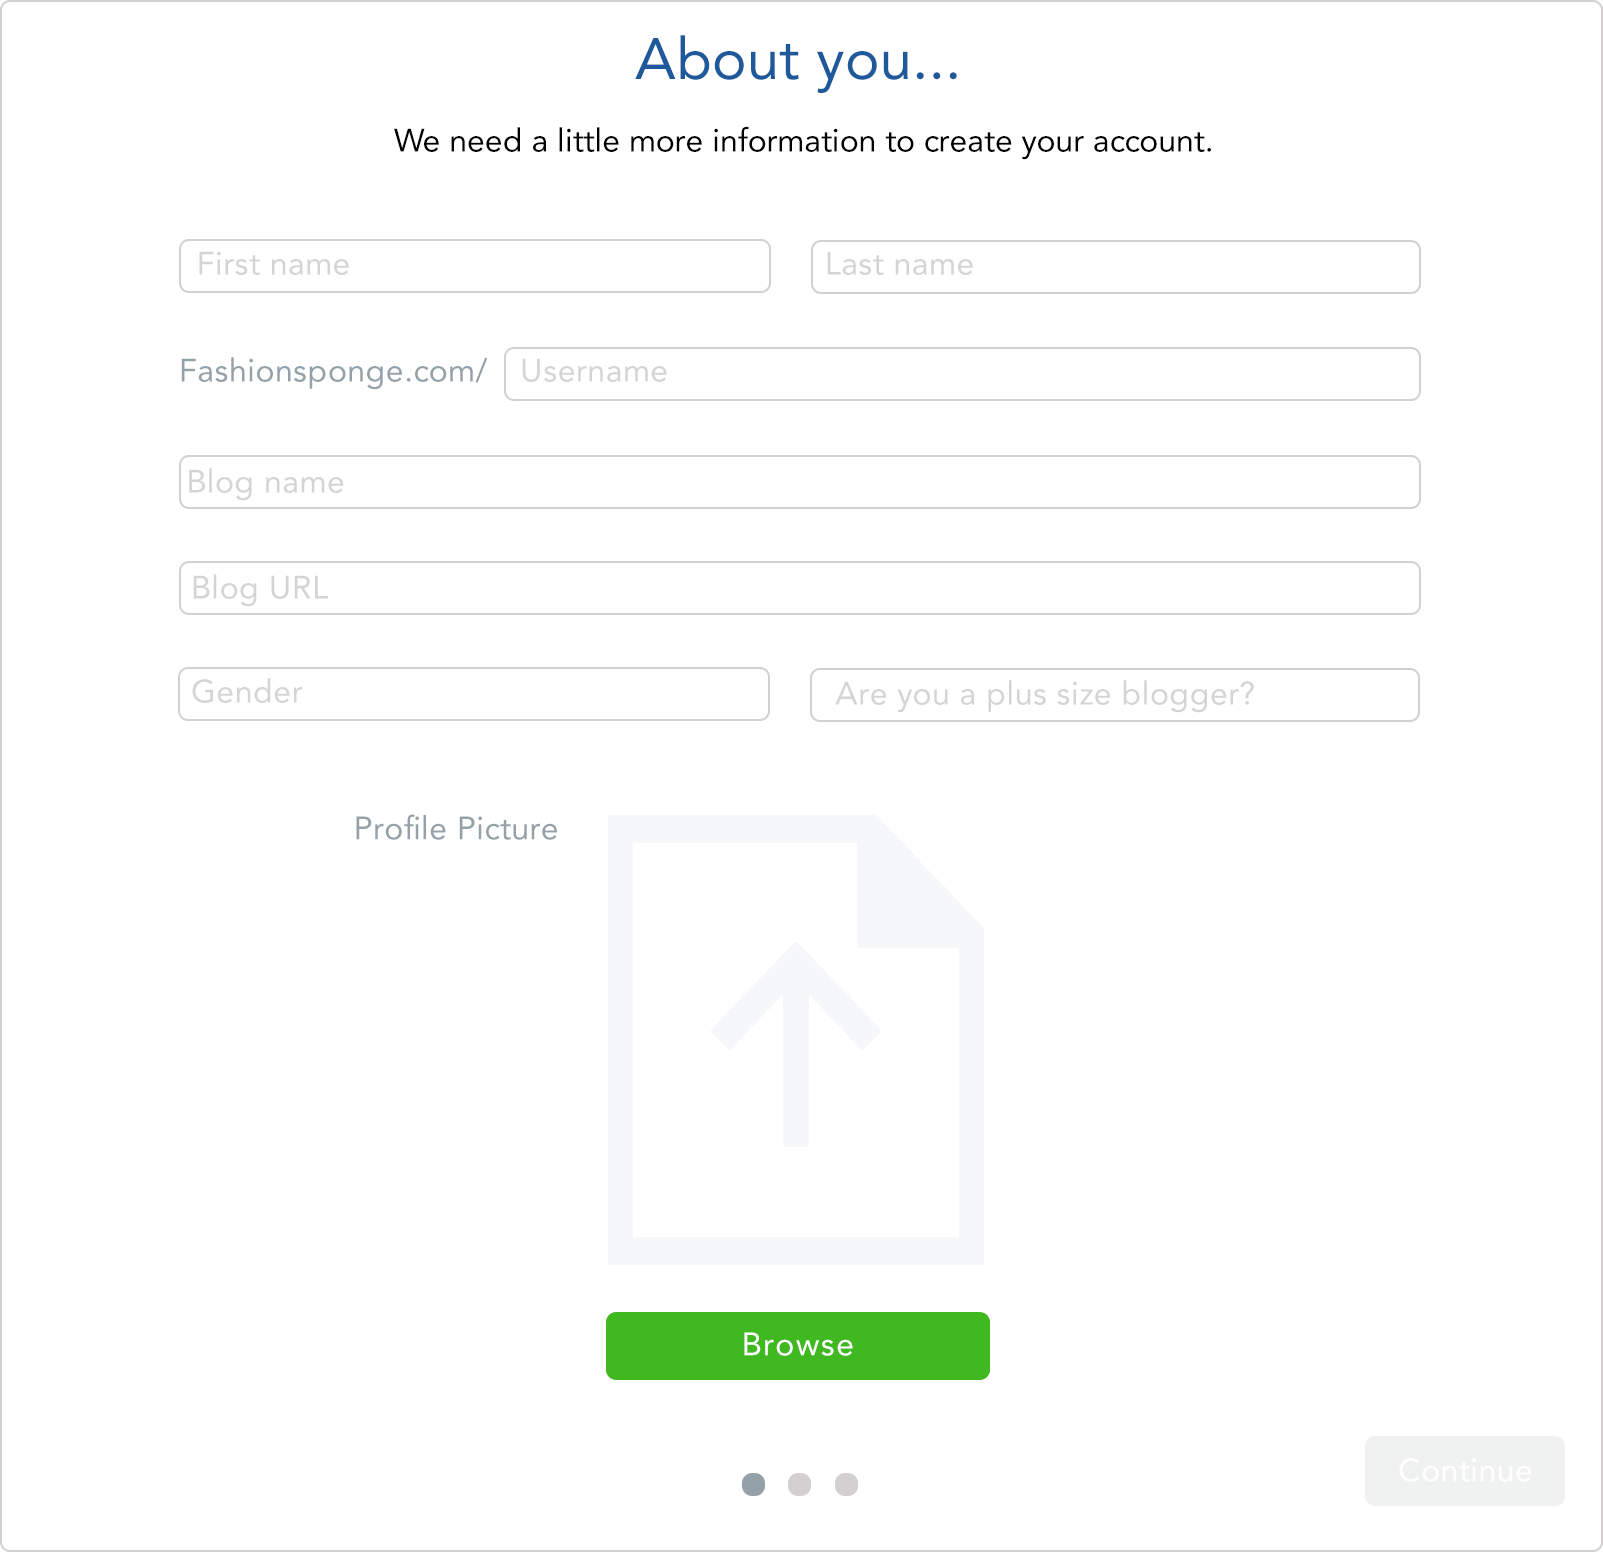 About you...
We need a little more information to create your account.
First name Last name
Fashionsponge.com/ Username
Blog name
Blog URL
Gender Are you a plus size blogger?
Profile Picture
Browse
Continue